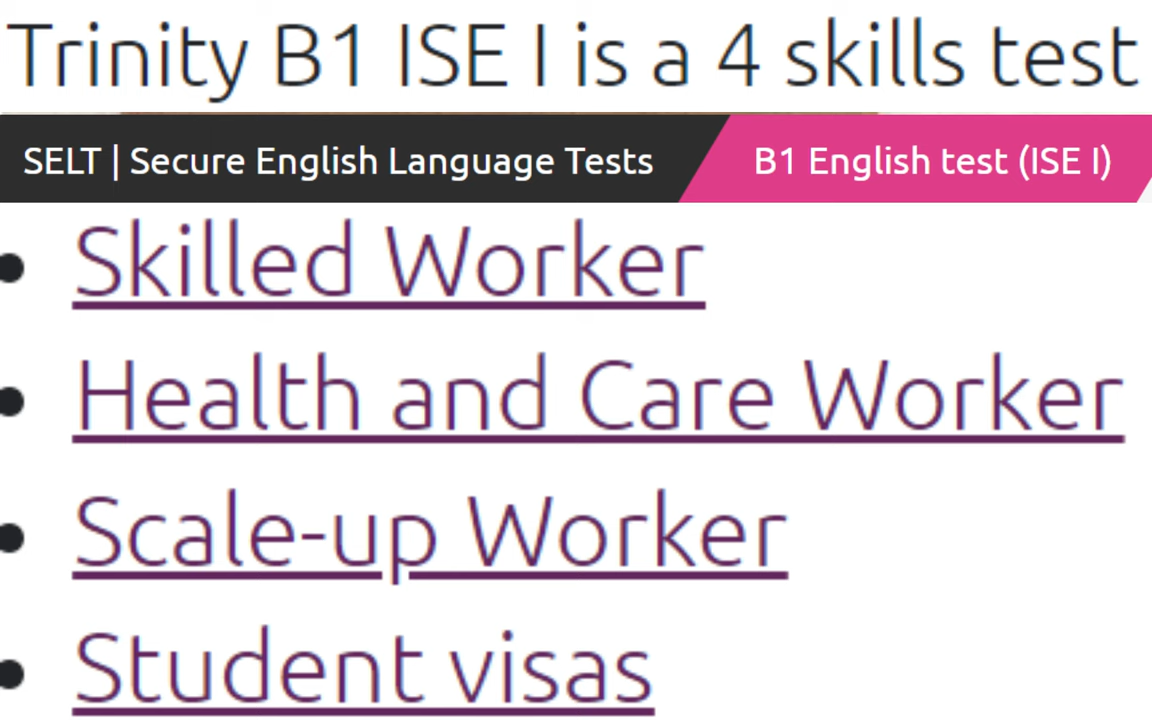 Trinity B1 ISE I is a 4 skills test
SELT | Secure English Language Tests B1 English test (ISE I)
Skilled Worker
Health and Care Worker
Scale-up Worker
Student visas